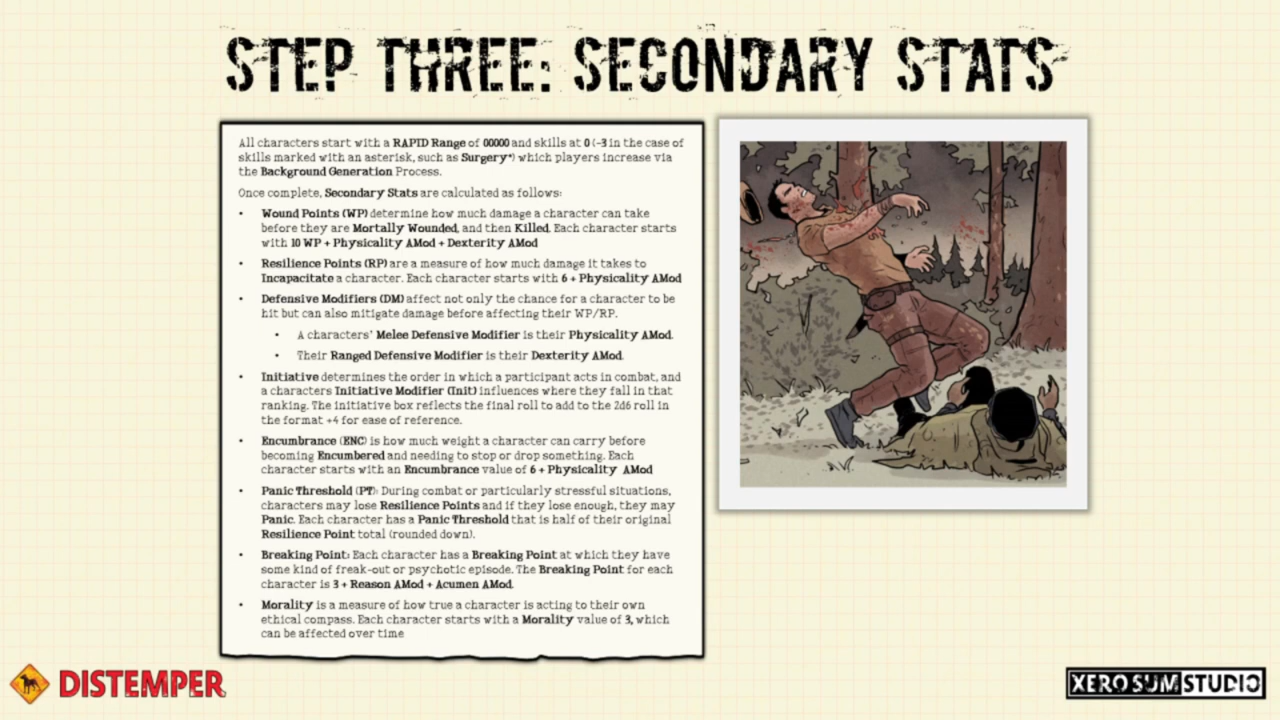 STEP THREE: SECONDARY STATS
All characters start with a RAPID Range of 00000 and skills at 0 (-3 in the case of
skills marked with an asterisk, such as Surgery*) which players increase via
the Background Generation Process.
Once complete, Secondary Stats are calculated as follows:
• Wound Points (WP) determine how much damage a character can take
before they are Mortally Wounded, and then Killed. Each character starts
with 10 WP + Physicality AMod + Dexterity AMod
• Resilience Points (RP) are a measure of how much damage it takes to
Incapacitate a character. Each character starts with 6 + Physicality AMod
• Defensive Modifiers (DM) affect not only the chance for a character to be
hit but can also mitigate damage before affecting their WP/RP.
• A characters' Melee Defensive Modifier is their Physicality AMod.
• Their Ranged Defensive Modifier is their Dexterity AMod.
• Initiative determines the order in which a participant acts in combat, and
a characters Initiative Modifier (Init) influences where they fall in that
ranking. The initiative box reflects the final roll to add to the 2d6 roll in
the format +4 for ease of reference.
• Encumbrance (ENC) is how much weight a character can carry before
becoming Encumbered and needing to stop or drop something. Each
character starts with an Encumbrance value of 6 + Physicality AMod
• Panic Threshold (PT): During combat or particularly stressful situations,
characters may lose Resilience Points and if they lose enough, they may
Panic. Each character has a Panic Threshold that is half of their original
Resilience Point total (rounded down).
• Breaking Point: Each character has a Breaking Point at which they have
some kind of freak-out or psychotic episode. The Breaking Point for each
character is 3 + Reason AMod + Acumen AMod.
• Morality is a measure of how true a character is acting to their own
ethical compass. Each character starts with a Morality value of 3, which
can be affected over time
DISTEMPER
XERO SUM STUDIO